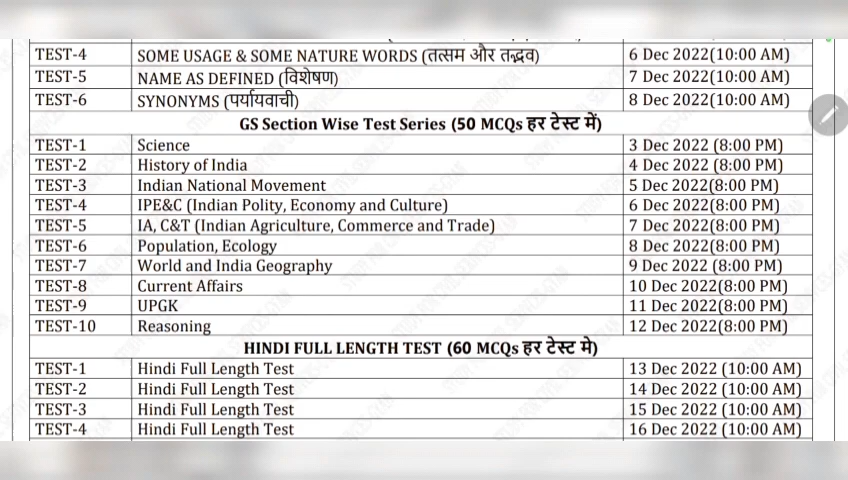 TEST-4 SOME USAGE & SOME NATURE WORDS (तत्सम और तद्भव) 6 Dec 2022(10:00 AM)
TEST-5 NAME AS DEFINED (विशेषण) 7 Dec 2022(10:00 AM)
TEST-6 SYNONYMS (पर्यायवाची) 8 Dec 2022(10:00 AM)
GS Section Wise Test Series (50 MCQs हर टेस्ट में)
TEST-1 Science 3 Dec 2022 (8:00 PM)
TEST-2 History of India 4 Dec 2022 (8:00 PM)
TEST-3 Indian National Movement 5 Dec 2022(8:00 PM)
TEST-4 IPE&C (Indian Polity, Economy and Culture) 6 Dec 2022(8:00 PM)
TEST-5 IA, C&T (Indian Agriculture, Commerce and Trade) 7 Dec 2022(8:00 PM)
TEST-6 Population, Ecology 8 Dec 2022(8:00 PM)
TEST-7 World and India Geography 9 Dec 2022 (8:00 PM)
TEST-8 Current Affairs 10 Dec 2022(8:00 PM)
TEST-9 UPGK 11 Dec 2022(8:00 PM)
TEST-10 Reasoning 12 Dec 2022(8:00 PM)
HINDI FULL LENGTH TEST (60 MCQs हर टेस्ट मे)
TEST-1 Hindi Full Length Test 13 Dec 2022 (10:00 AM)
TEST-2 Hindi Full Length Test 14 Dec 2022 (10:00 AM)
TEST-3 Hindi Full Length Test 15 Dec 2022 (10:00 AM)
TEST-4 Hindi Full Length Test 16 Dec 2022 (10:00 AM)